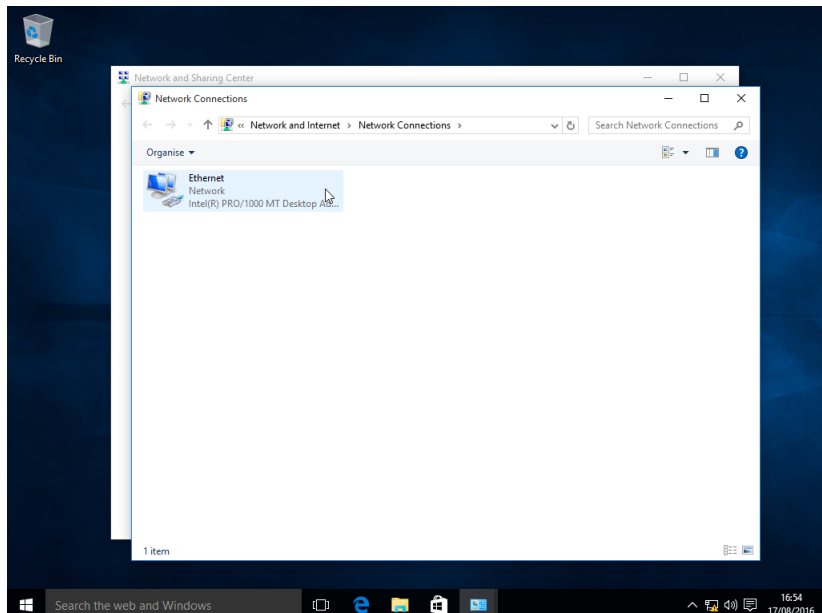 Recycle Bin
Network and Sharing Center
Network Connections
« Network and Internet › Network Connections ›
Search Network Connections
Organise
Ethernet
Network
Intel(R) PRO/1000 MT Desktop Ad...
1 item
Search the web and Windows
16:54
17/08/2016